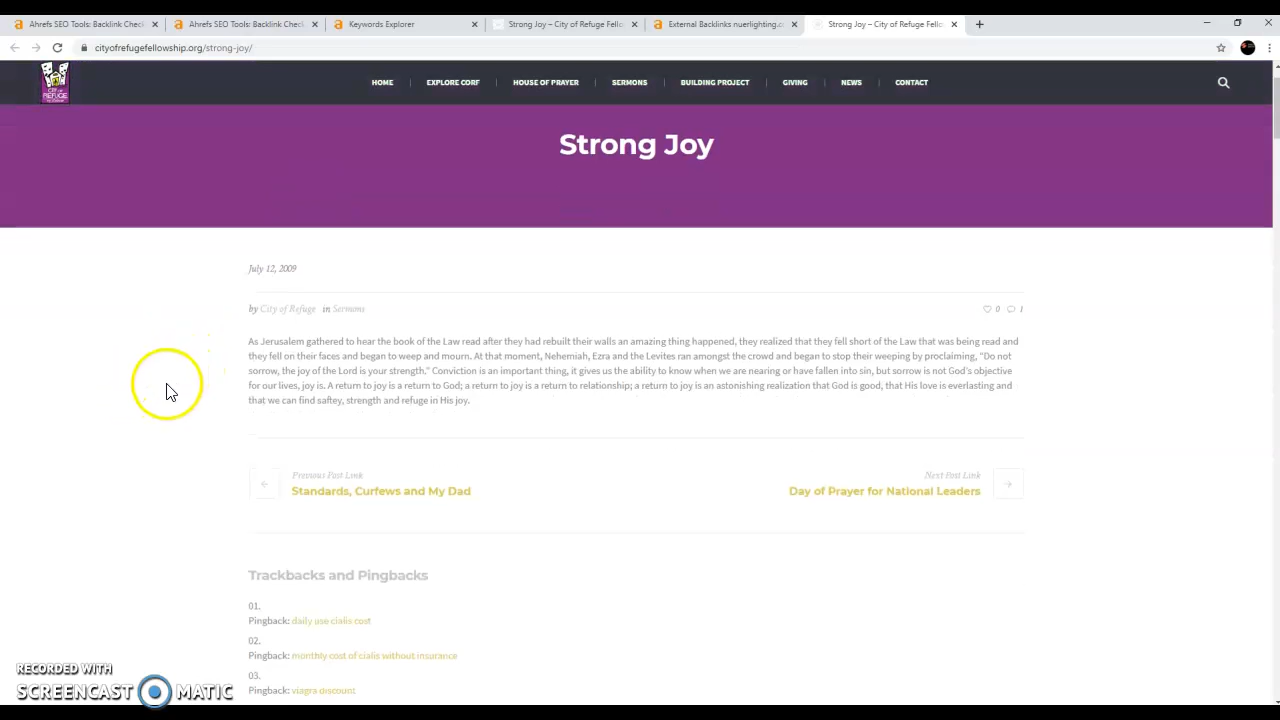 Ahrefs SEO Tools: Backlink Check
Ahrefs SEO Tools: Backlink Check
Keywords Explorer
Strong Joy – City of Refuge Fello
External Backlinks nuerlighting.c
Strong Joy – City of Refuge Fello
cityofrefugefellowship.org/strong-joy/
CITY OF
REFUGE
HOME
EXPLORE CORF
HOUSE OF PRAYER
SERMONS
BUILDING PROJECT
GIVING
NEWS
CONTACT
Strong Joy
July 12, 2009
by City of Refuge in Sermons
0
1
As Jerusalem gathered to hear the book of the Law read after they had rebuilt their walls an amazing thing happened, they realized that they fell short of the Law that was being read and
they fell on their faces and began to weep and mourn. At that moment, Nehemiah, Ezra and the Levites ran amongst the crowd and began to stop their weeping by proclaiming, “Do not
sorrow, the joy of the Lord is your strength.” Conviction is an important thing, it gives us the ability to know when we are nearing or have fallen into sin, but sorrow is not God’s objective
for our lives, joy is. A return to joy is a return to God; a return to joy is a return to relationship; a return to joy is an astonishing realization that God is good, that His love is everlasting and
that we can find saftey, strength and refuge in His joy.
Previous Post Link
Standards, Curfews and My Dad
Next Post Link
Day of Prayer for National Leaders
Trackbacks and Pingbacks
01.
Pingback: daily use cialis cost
02.
Pingback: monthly cost of cialis without insurance
03.
Pingback: viagra discount
RECORDED WITH
SCREENCAST MATIC